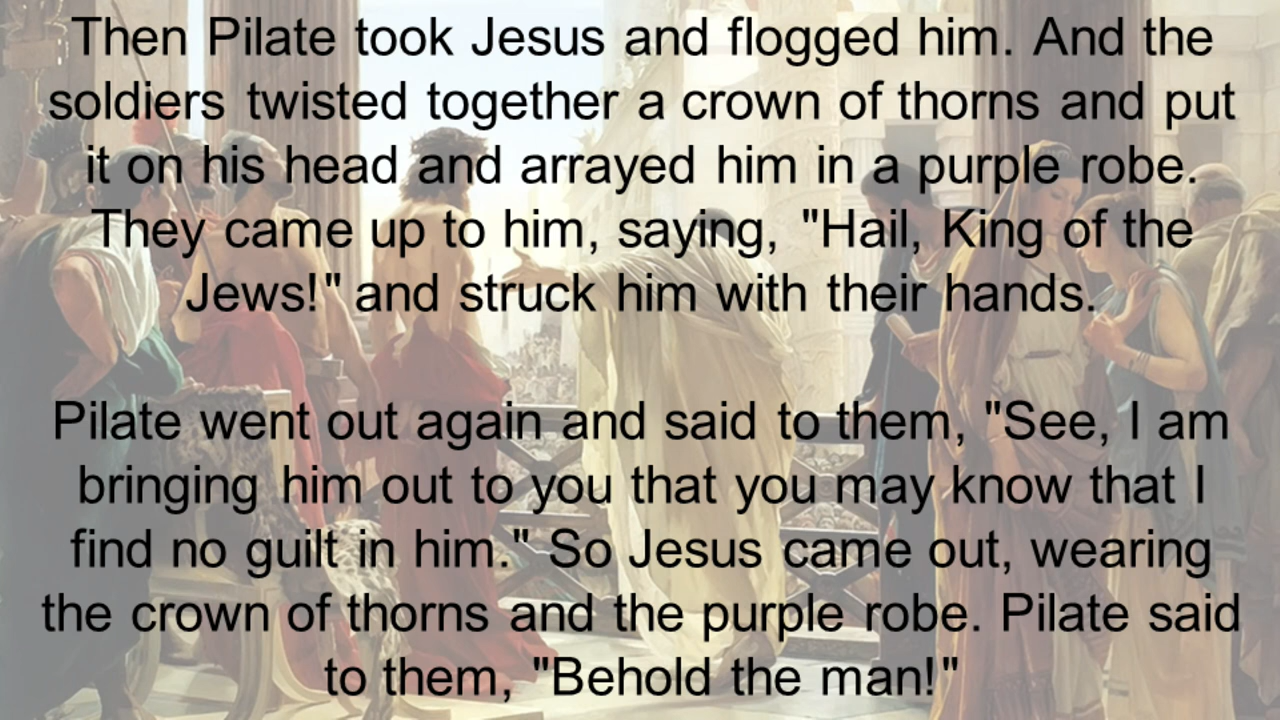 Then Pilate took Jesus and flogged him. And the
soldiers twisted together a crown of thorns and put
it on his head and arrayed him in a purple robe.
They came up to him, saying, "Hail, King of the
Jews!" and struck him with their hands.
Pilate went out again and said to them, "See, I am
bringing him out to you that you may know that I
find no guilt in him." So Jesus came out, wearing
the crown of thorns and the purple robe. Pilate said
to them, "Behold the man!"